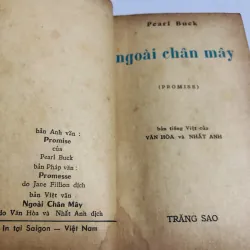 bản Anh văn :
Promise
của
Pearl Buck
bản Pháp văn :
Promesse
do Jane Fillion dịch
bản Việt văn
Ngoài Chân Mây
do Văn Hòa và Nhất Anh dịch
In tại Saigon — Việt Nam
Pearl Buck
ngoài chân mây
(PROMISE)
bản tiếng Việt của
VĂN HÒA và NHẤT ANH
TRĂNG SAO